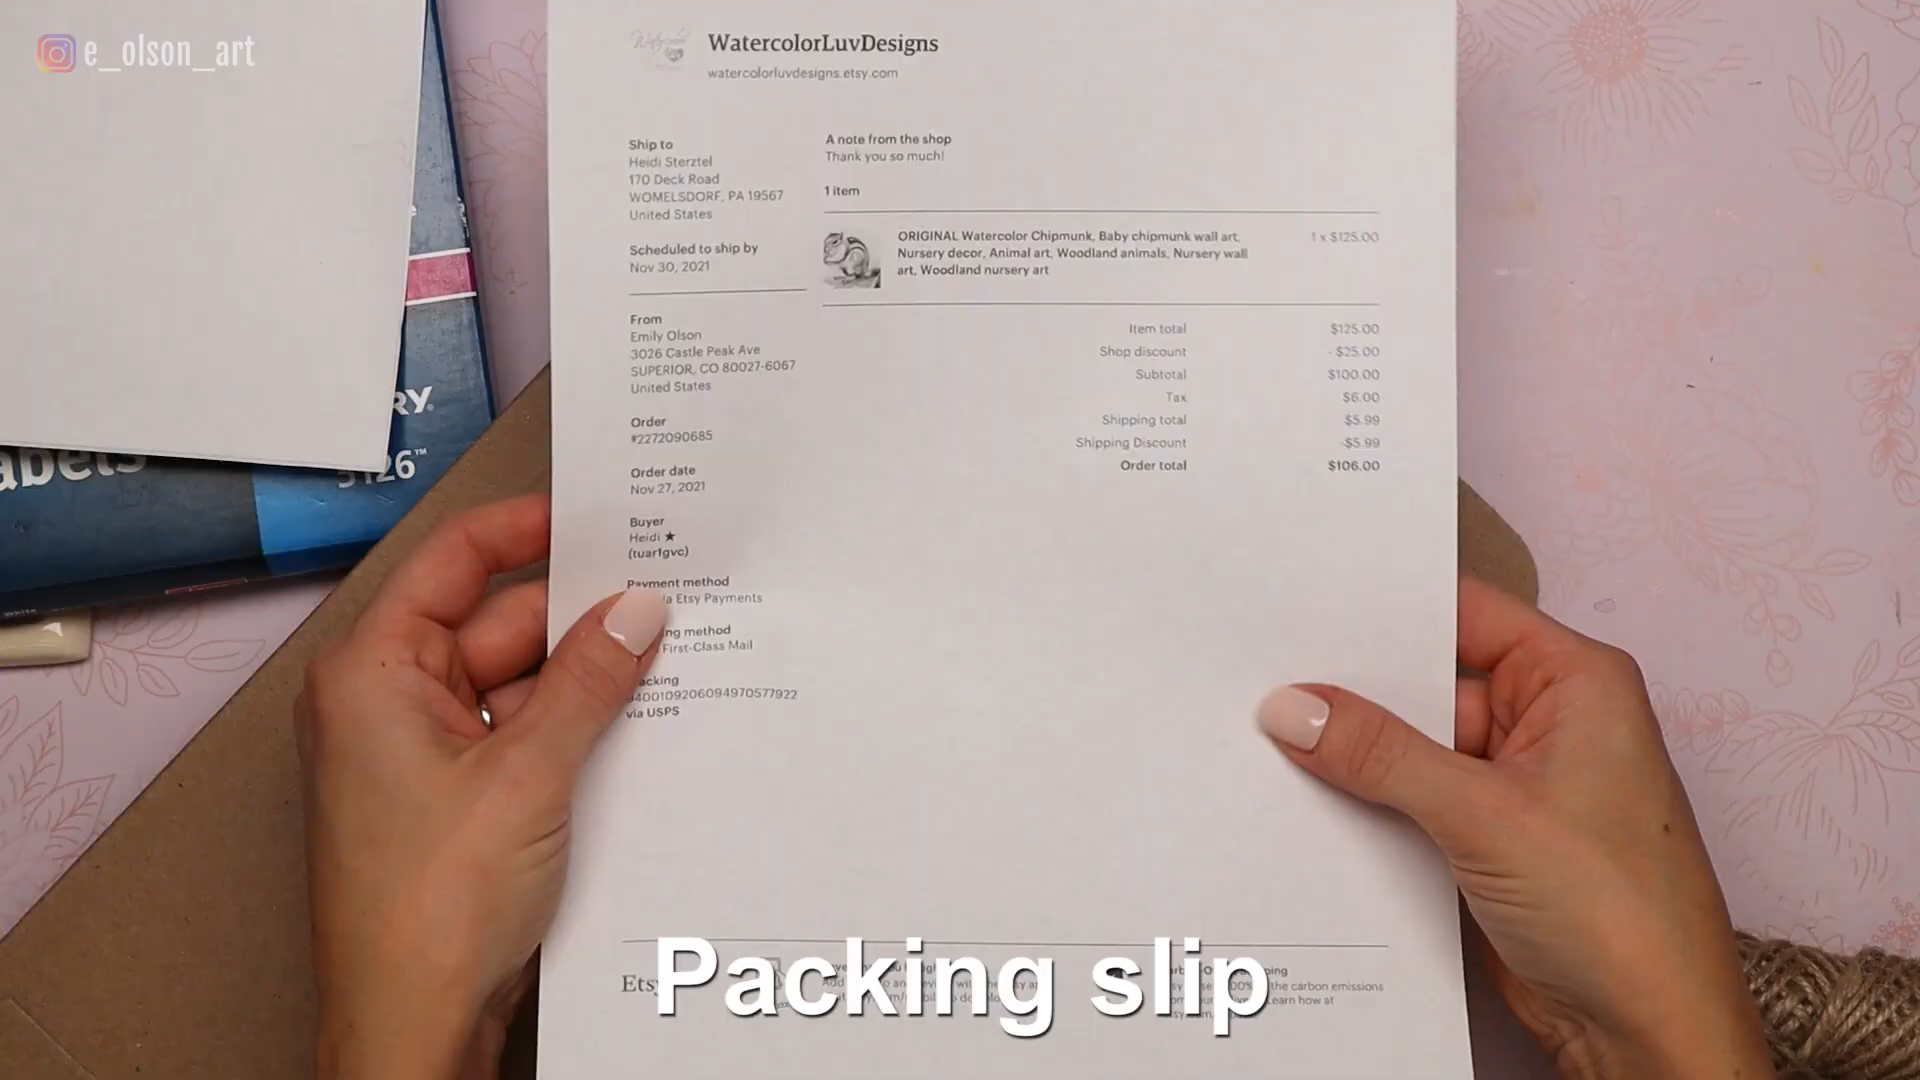 e_olson_art
WatercolorLuvDesigns
watercolorluvdesigns.etsy.com
Ship to
Heidi Sterztel
170 Deck Road
WOMELSDORF, PA 19567
United States
Scheduled to ship by
Nov 30, 2021
From
Emily Olson
3026 Castle Peak Ave
SUPERIOR, CO 80027-6067
United States
Order
#2272090685
Order date
Nov 27, 2021
Buyer
Heidi ★
(tuar1gvc)
Payment method
Etsy Payments
method
First-Class Mail
via USPS
A note from the shop
Thank you so much!
1 item
ORIGINAL Watercolor Chipmunk, Baby chipmunk wall art, 1 x $125.00
Nursery decor, Animal art, Woodland animals, Nursery wall
art, Woodland nursery art
Item total $125.00
Shop discount - $25.00
Subtotal $100.00
Tax $6.00
Shipping total $5.99
Shipping Discount -$5.99
Order total $106.00
the carbon emissions
Learn how at
Packing slip